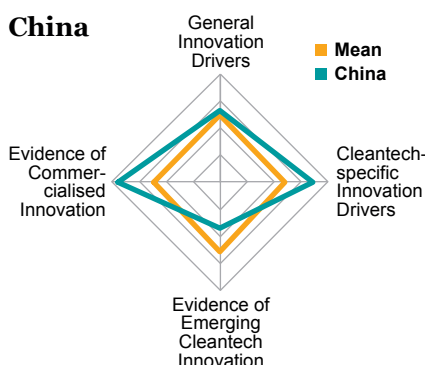 China
General
Innovation
Drivers
Mean
China
Evidence of
Commer-
cialised
Innovation
Cleantech-
specific
Innovation
Drivers
Evidence of
Emerging
Cleantech
Innovation